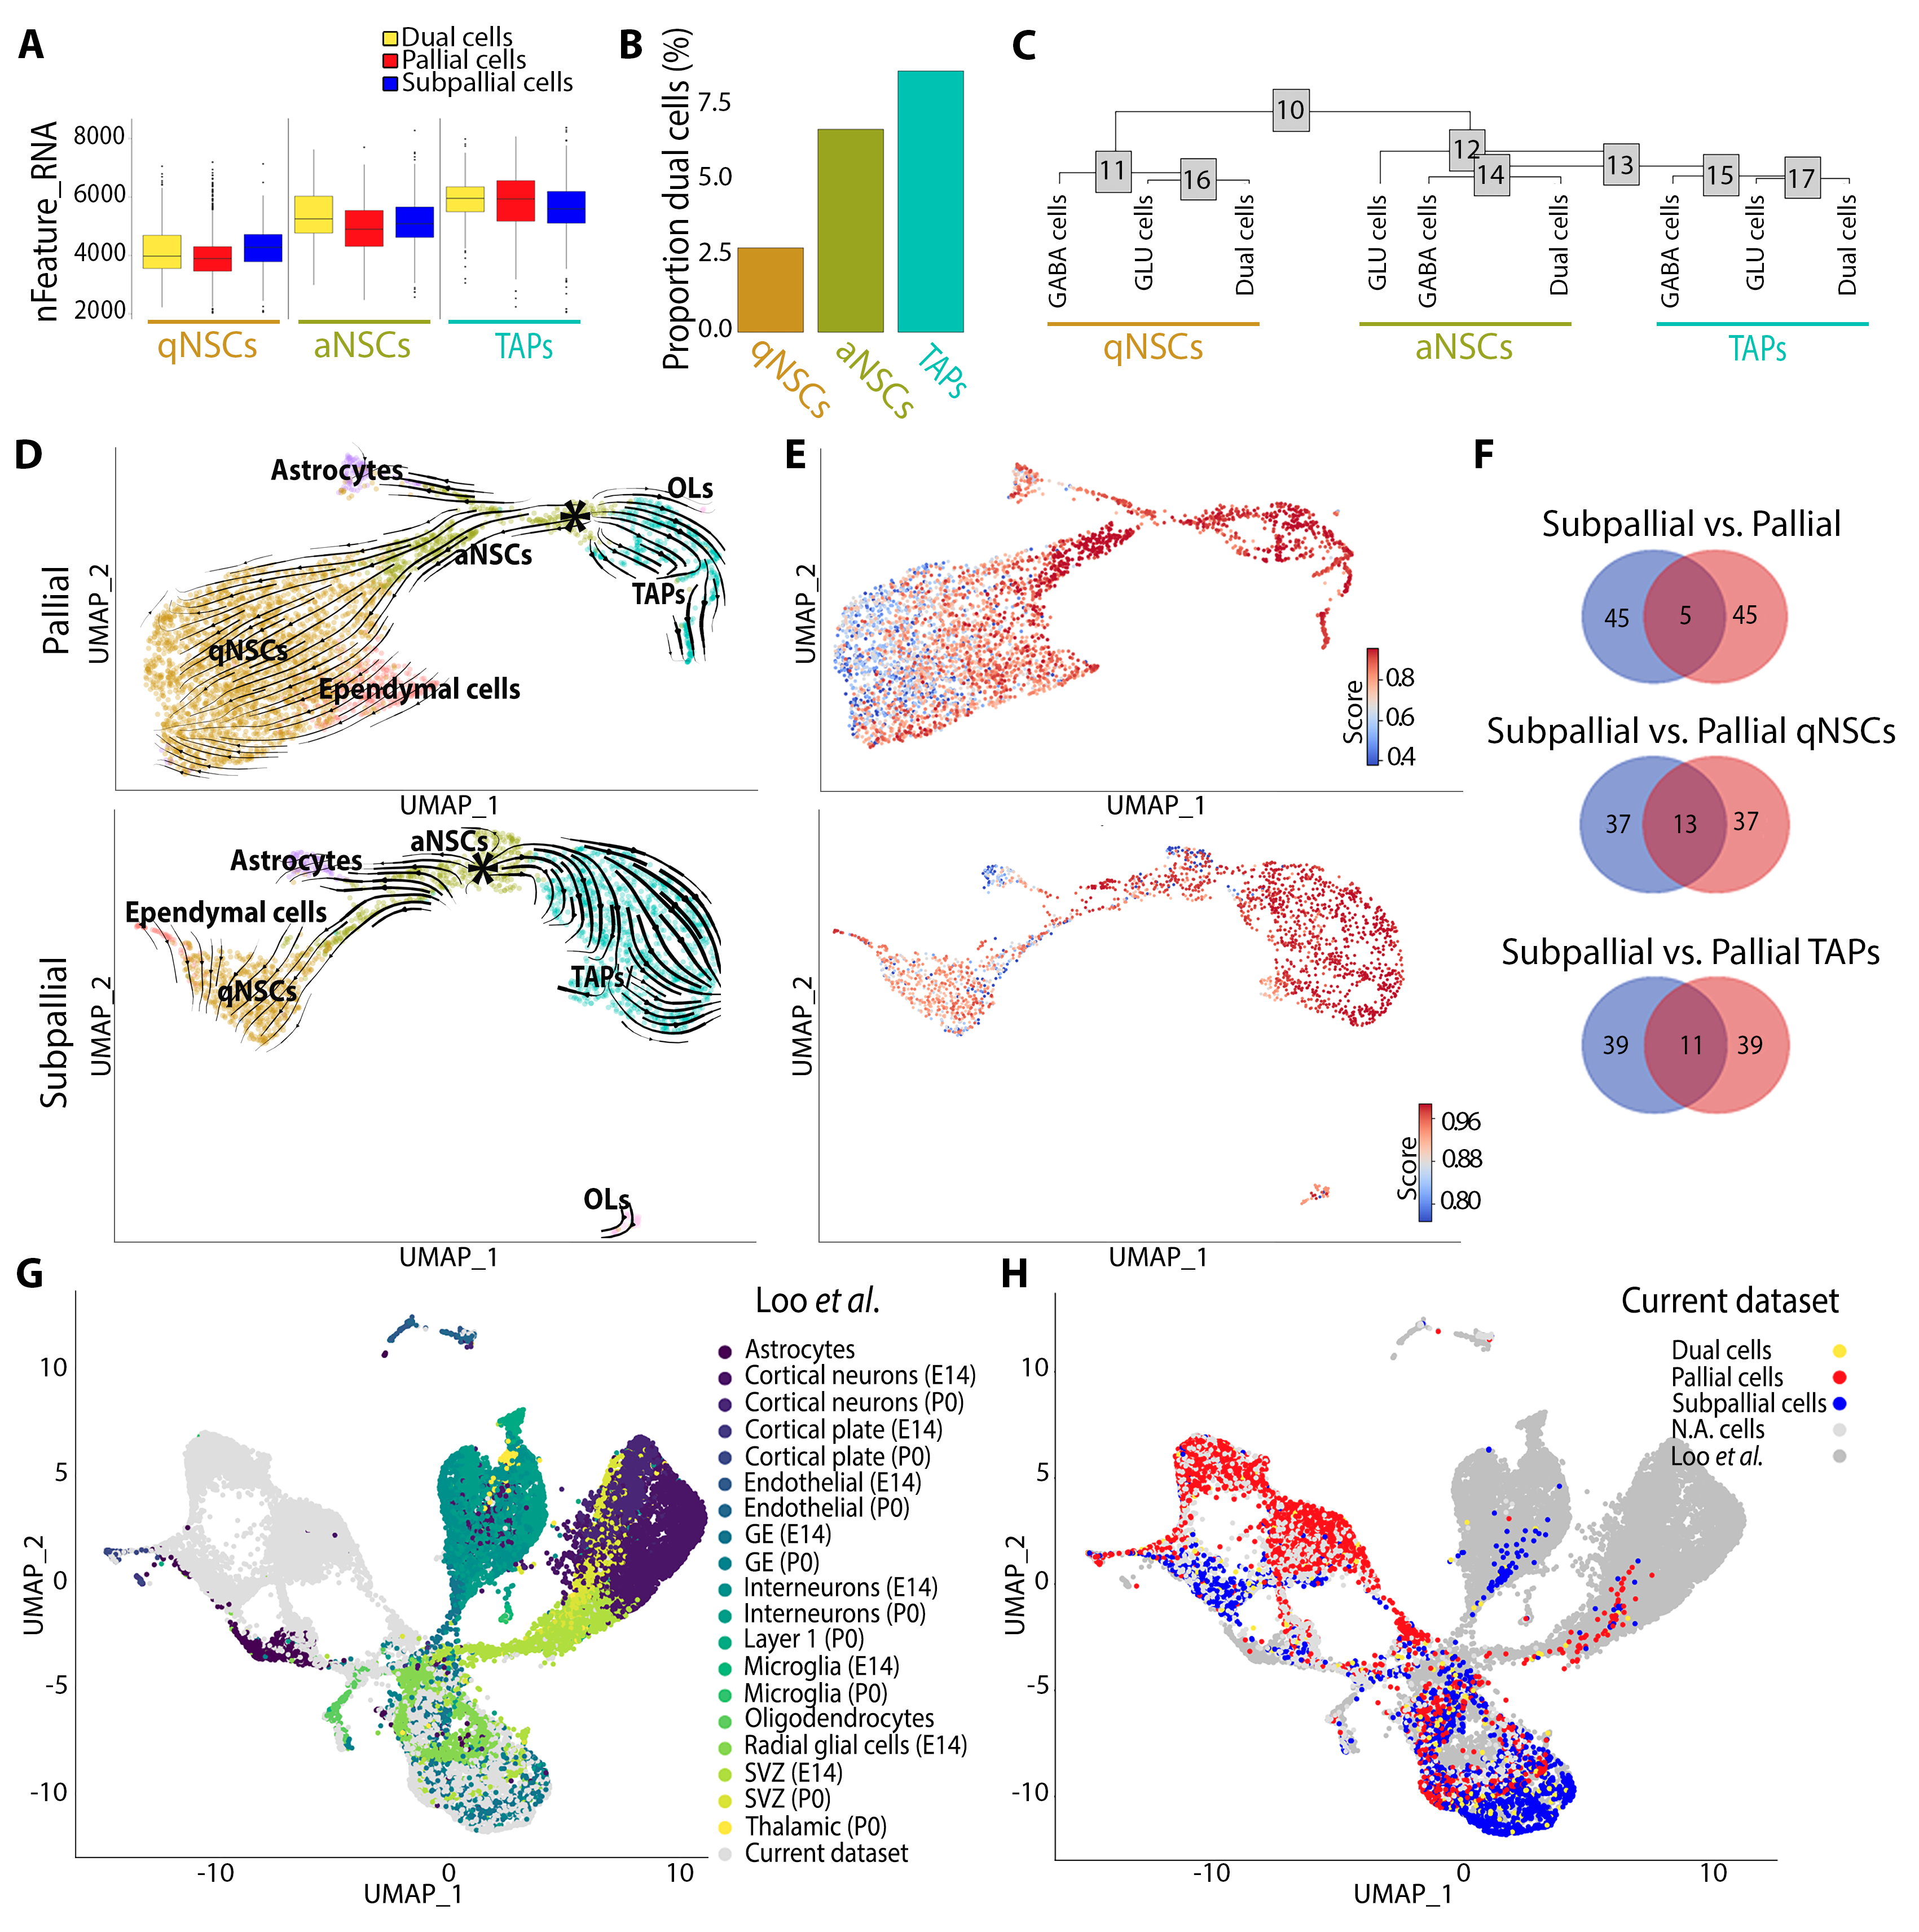 A
Dual cells
Pallial cells
Subpallial cells
nFeature_RNA
8000
6000
4000
2000
qNSCs
aNSCs
TAPs
B
Proportion dual cells (%)
7.5
5.0
2.5
0.0
qNSCs
aNSCs
TAPs
C
10
11
16
12
14
13
15
17
GABA cells
GLU cells
Dual cells
GLU cells
GABA cells
Dual cells
GABA cells
GLU cells
Dual cells
qNSCs
aNSCs
TAPs
D
Pallial
UMAP_2
Astrocytes
OLs
*
aNSCs
TAPs
qNSCs
Ependymal cells
UMAP_1
Subpallial
UMAP_2
aNSCs
Astrocytes
*
Ependymal cells
qNSCs
TAPs
OLs
UMAP_1
E
UMAP_2
Score
0.8
0.6
0.4
UMAP_1
UMAP_2
Score
0.96
0.88
0.80
UMAP_1
F
Subpallial vs. Pallial
45 5 45
Subpallial vs. Pallial qNSCs
37 13 37
Subpallial vs. Pallial TAPs
39 11 39
G
Loo et al.
Astrocytes
Cortical neurons (E14)
Cortical neurons (P0)
Cortical plate (E14)
Cortical plate (P0)
Endothelial (E14)
Endothelial (P0)
GE (E14)
GE (P0)
Interneurons (E14)
Interneurons (P0)
Layer 1 (P0)
Microglia (E14)
Microglia (P0)
Oligodendrocytes
Radial glial cells (E14)
SVZ (E14)
SVZ (P0)
Thalamic (P0)
Current dataset
UMAP_2
10
5
0
-5
-10
-10 0 10
UMAP_1
H
Current dataset
Dual cells
Pallial cells
Subpallial cells
N.A. cells
Loo et al.
UMAP_2
10
5
0
-5
-10
-10 0 10
UMAP_1